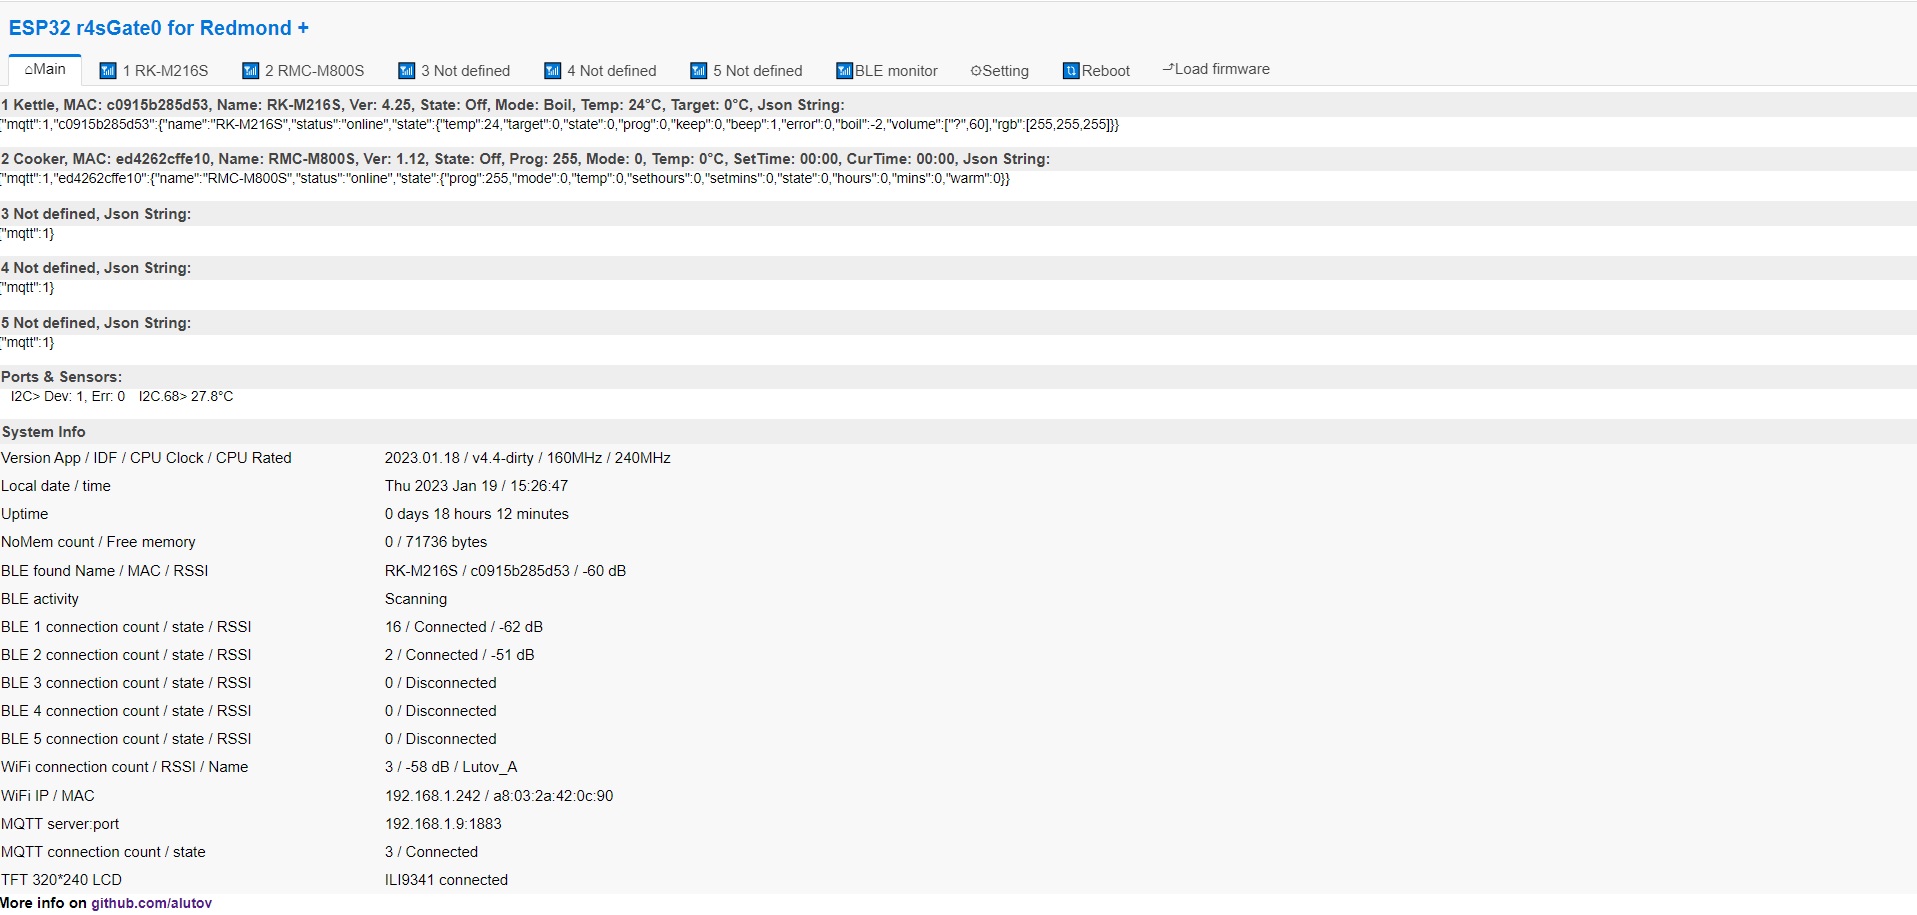 ESP32 r4sGate0 for Redmond +
⌂Main 1 RK-M216S 2 RMC-M800S 3 Not defined 4 Not defined 5 Not defined BLE monitor ⚙Setting Reboot Load firmware
1 Kettle, MAC: c0915b285d53, Name: RK-M216S, Ver: 4.25, State: Off, Mode: Boil, Temp: 24°C, Target: 0°C, Json String:
{"mqtt":1,"c0915b285d53":{"name":"RK-M216S","status":"online","state":{"temp":24,"target":0,"state":0,"prog":0,"keep":0,"beep":1,"error":0,"boil":-2,"volume":["?",60],"rgb":[255,255,255]}}
2 Cooker, MAC: ed4262cffe10, Name: RMC-M800S, Ver: 1.12, State: Off, Prog: 255, Mode: 0, Temp: 0°C, SetTime: 00:00, CurTime: 00:00, Json String:
{"mqtt":1,"ed4262cffe10":{"name":"RMC-M800S","status":"online","state":{"prog":255,"mode":0,"temp":0,"sethours":0,"setmins":0,"state":0,"hours":0,"mins":0,"warm":0}}
3 Not defined, Json String:
{"mqtt":1}
4 Not defined, Json String:
{"mqtt":1}
5 Not defined, Json String:
{"mqtt":1}
Ports & Sensors:
I2C> Dev: 1, Err: 0 I2C.68> 27.8°C
System Info
Version App / IDF / CPU Clock / CPU Rated 2023.01.18 / v4.4-dirty / 160MHz / 240MHz
Local date / time Thu 2023 Jan 19 / 15:26:47
Uptime 0 days 18 hours 12 minutes
NoMem count / Free memory 0 / 71736 bytes
BLE found Name / MAC / RSSI RK-M216S / c0915b285d53 / -60 dB
BLE activity Scanning
BLE 1 connection count / state / RSSI 16 / Connected / -62 dB
BLE 2 connection count / state / RSSI 2 / Connected / -51 dB
BLE 3 connection count / state / RSSI 0 / Disconnected
BLE 4 connection count / state / RSSI 0 / Disconnected
BLE 5 connection count / state / RSSI 0 / Disconnected
WiFi connection count / RSSI / Name 3 / -58 dB / Lutov_A
WiFi IP / MAC 192.168.1.242 / a8:03:2a:42:0c:90
MQTT server:port 192.168.1.9:1883
MQTT connection count / state 3 / Connected
TFT 320*240 LCD ILI9341 connected
More info on github.com/alutov